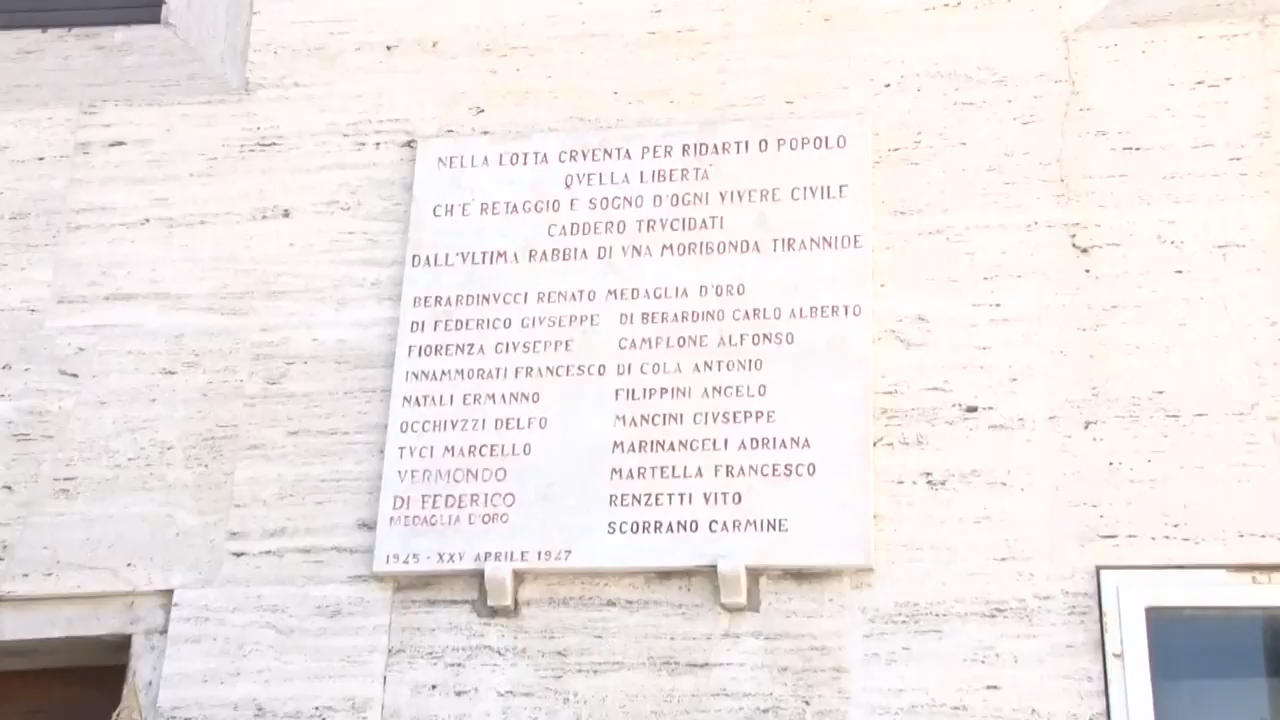 NELLA LOTTA CRVENTA PER RIDARTI O POPOLO
QVELLA LIBERTA'
CH'E' RETAGGIO E SOGNO D'OGNI VIVERE CIVILE
CADDERO TRVCIDATI
DALL'VLTIMA RABBIA DI VNA MORIBONDA TIRANNIDE
BERARDINVCCI RENATO MEDAGLIA D'ORO
DI FEDERICO GIVSEPPE DI BERARDINO CARLO ALBERTO
FIORENZA GIVSEPPE CAMPLONE ALFONSO
INNAMMORATI FRANCESCO DI COLA ANTONIO
NATALI ERMANNO FILIPPINI ANGELO
OCCHIVZZI DELFO MANCINI GIVSEPPE
TVCI MARCELLO MARINANGELI ADRIANA
VERMONDO MARTELLA FRANCESCO
DI FEDERICO RENZETTI VITO
MEDAGLIA D'ORO SCORRANO CARMINE
1945 - XXV APRILE 1947